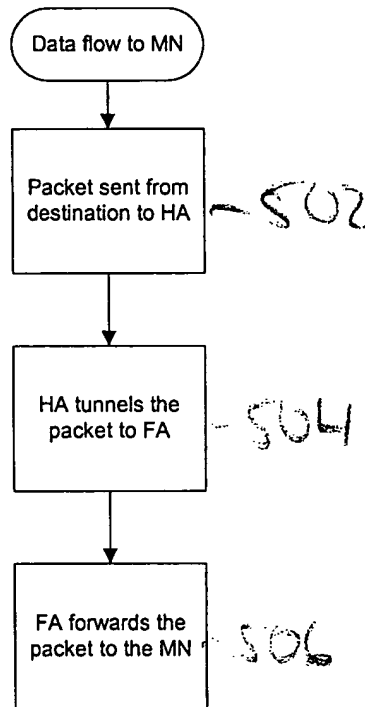 Data flow to MN
Packet sent from
destination to HA
502
HA tunnels the
packet to FA
504
FA forwards the
packet to the MN
506